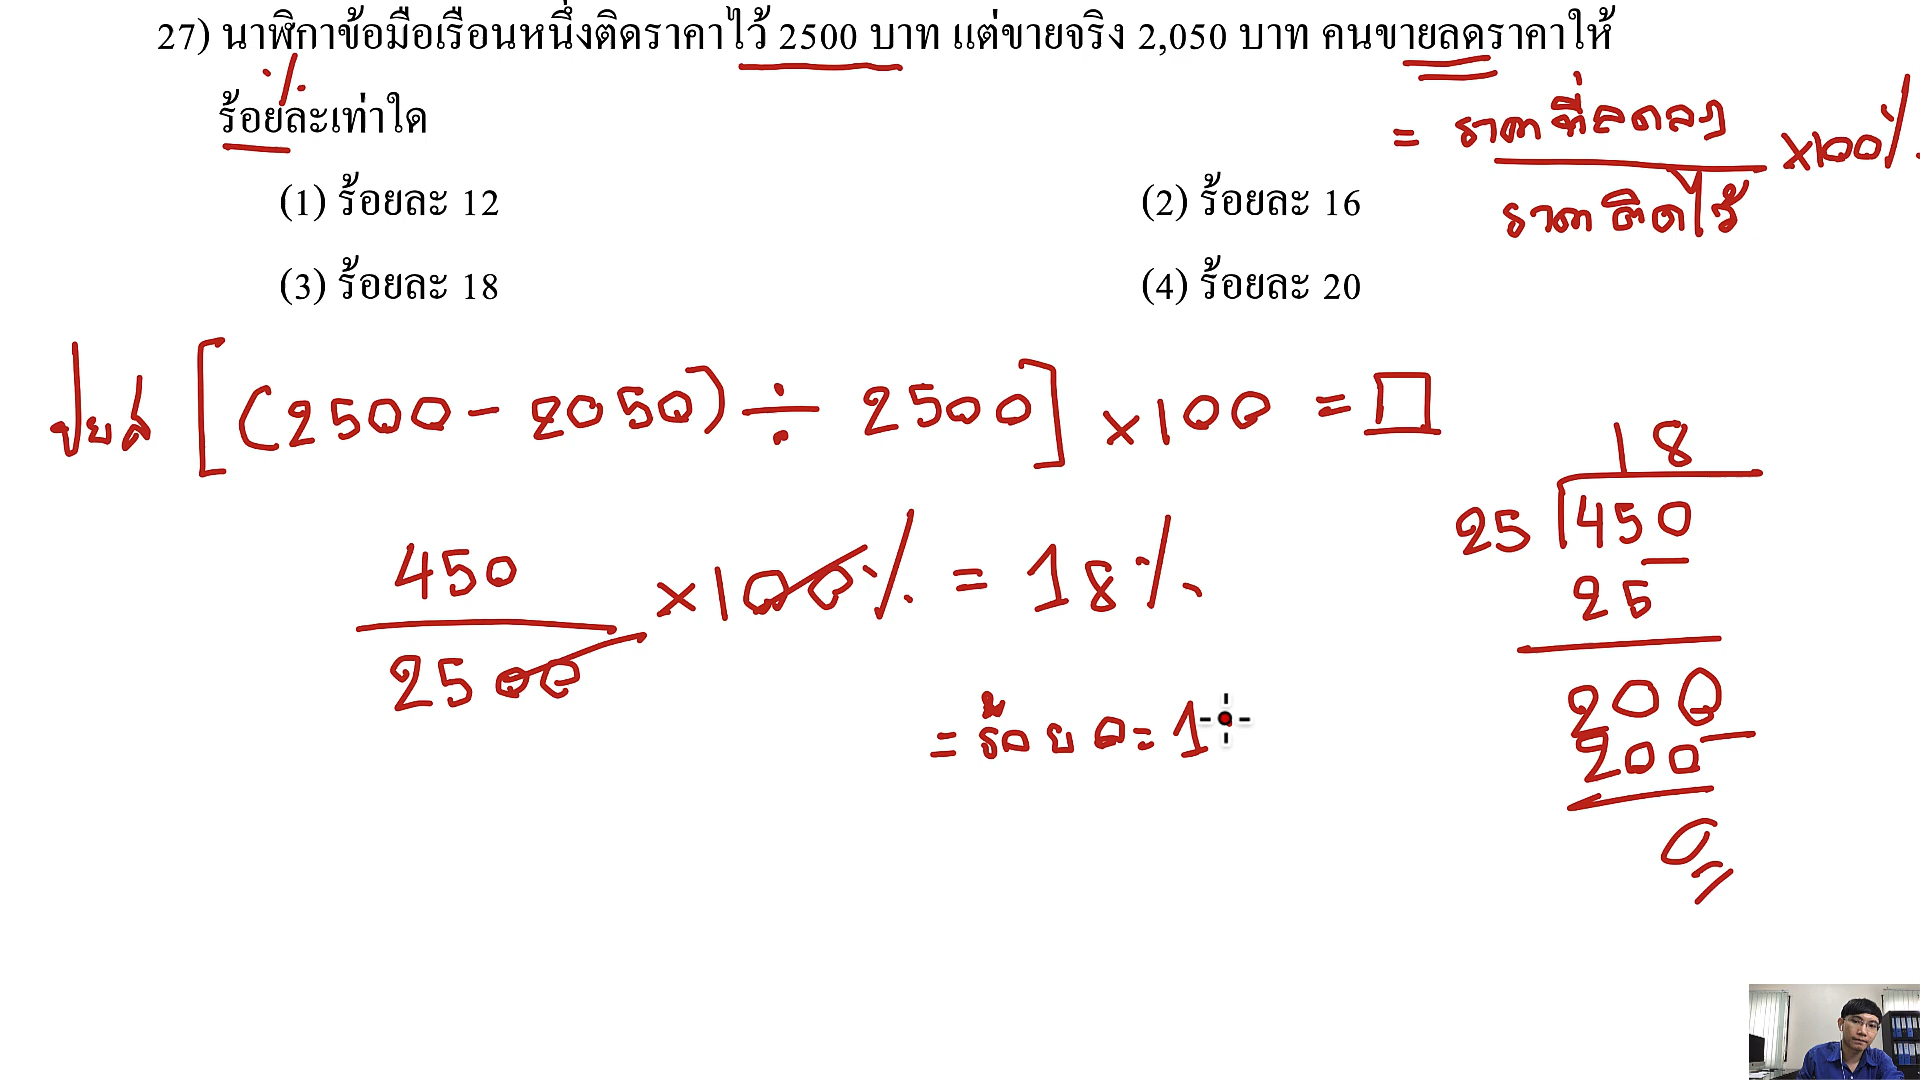 27) นาฬิกาข้อมือเรือนหนึ่งติดราคาไว้ 2500 บาท แต่ขายจริง 2,050 บาท คนขายลดราคาให้
%
ร้อยละเท่าใด
= ราคาที่ลดลง
ราคาติดไว้
×100%
(1) ร้อยละ 12
(2) ร้อยละ 16
(3) ร้อยละ 18
(4) ร้อยละ 20
ปยส [(2500 - 2050) ÷ 2500] ×100 = □
450
2500
×100% = 18%
= ร้อยละ 1
18
25 450
25
200
200
0